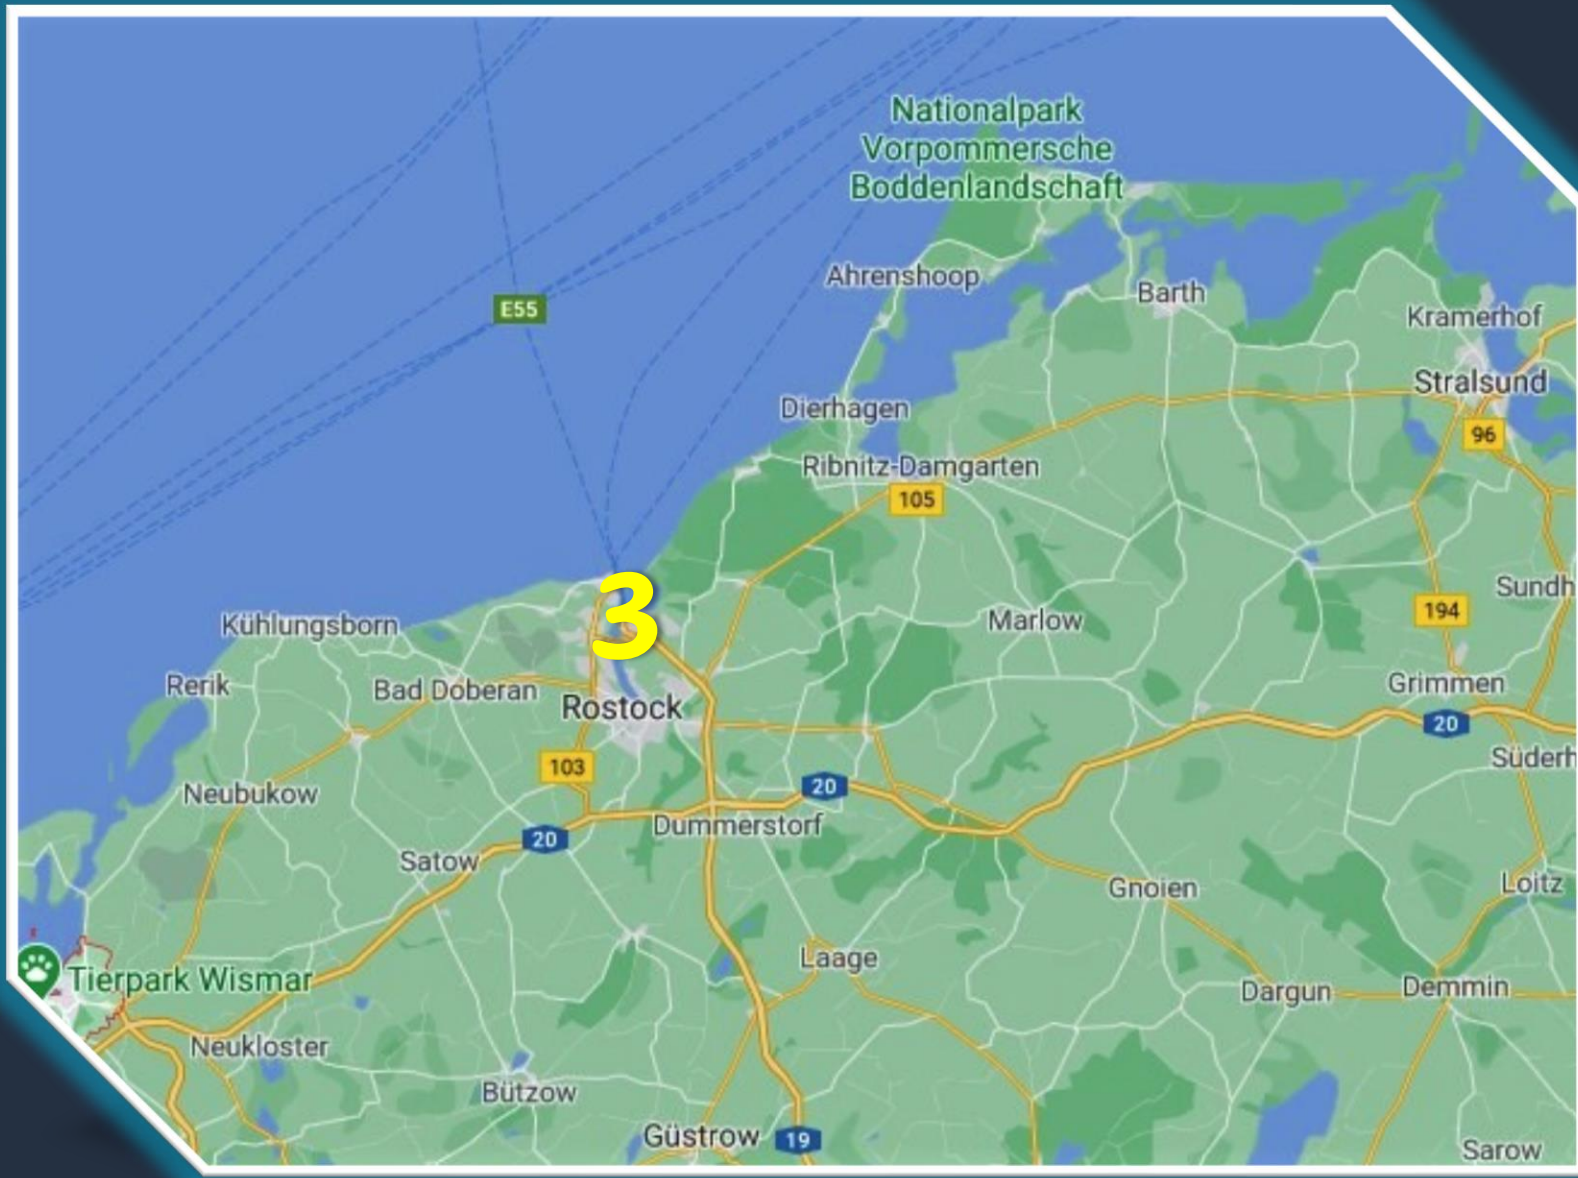 Nationalpark
Vorpommersche
Boddenlandschaft
Ahrenshoop
Barth
E55
Kramerhof
Stralsund
Dierhagen
96
Ribnitz-Damgarten
105
3
Sundh
194
Marlow
Kühlungsborn
Rerik
Bad Doberan
Rostock
Grimmen
20
103
Süderh
Neubukow
20
Dummerstorf
20
Satow
Gnoien
Loitz
Laage
Tierpark Wismar
Dargun
Demmin
Neukloster
Bützow
Güstrow
19
Sarow